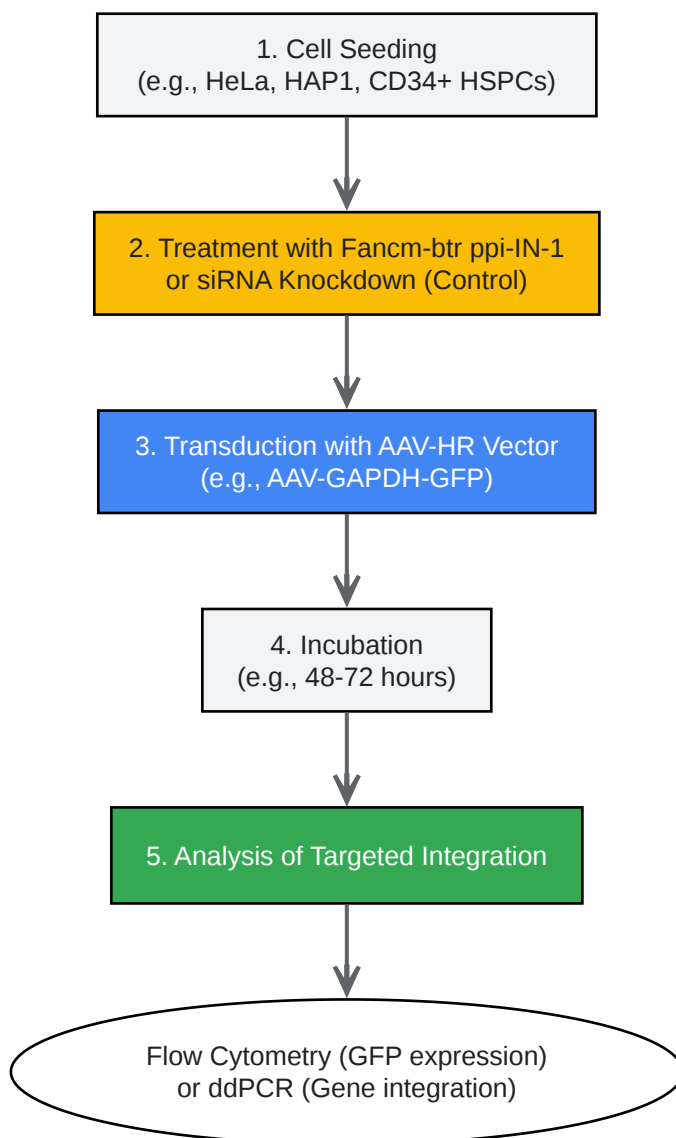 1. Cell Seeding
(e.g., HeLa, HAP1, CD34+ HSPCs)
2. Treatment with Fancm-btr ppi-IN-1
or siRNA Knockdown (Control)
3. Transduction with AAV-HR Vector
(e.g., AAV-GAPDH-GFP)
4. Incubation
(e.g., 48-72 hours)
5. Analysis of Targeted Integration
Flow Cytometry (GFP expression)
or ddPCR (Gene integration)